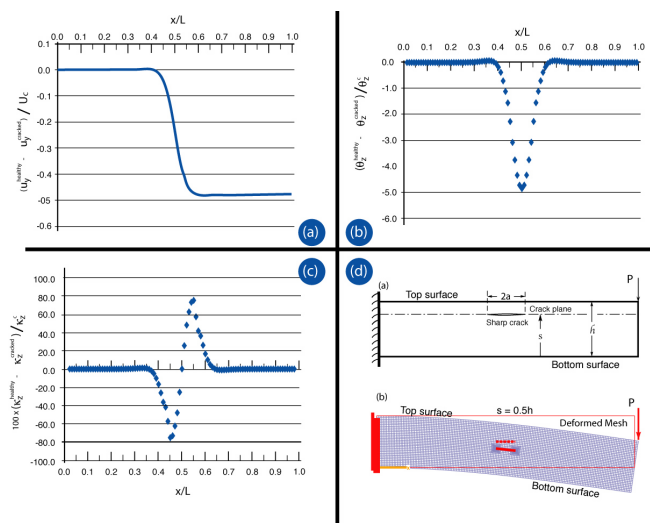 x/L
0.0 0.1 0.2 0.3 0.4 0.5 0.6 0.7 0.8 0.9 1.0
0.1
0.0
-0.1
-0.2
-0.3
-0.4
-05
-0.6
(u_y^healthy - u_y^cracked) / U_c
(a)
x/L
0.0 0.1 0.2 0.3 0.4 0.5 0.6 0.7 0.8 0.9 1.0
0.0
-1.0
-2.0
-3.0
-4.0
-5.0
-6.0
(θ_z^healthy - θ_z^cracked)/θ_z^c
(b)
(c)
100.0
80.0
60.0
40.0
20.0
0.0
-20.0
-40.0
-60.0
-80.0
-100.0
100 x (κ_z^healthy - κ_z^cracked)/κ_z^c
0.0 0.1 0.2 0.3 0.4 0.5 0.6 0.7 0.8 0.9 1.0
x/L
(d)
(a)
P
Top surface
2a
Crack plane
Sharp crack
s
h
Bottom surface
(b)
P
Top surface
s = 0.5h
Deformed Mesh
Bottom surface